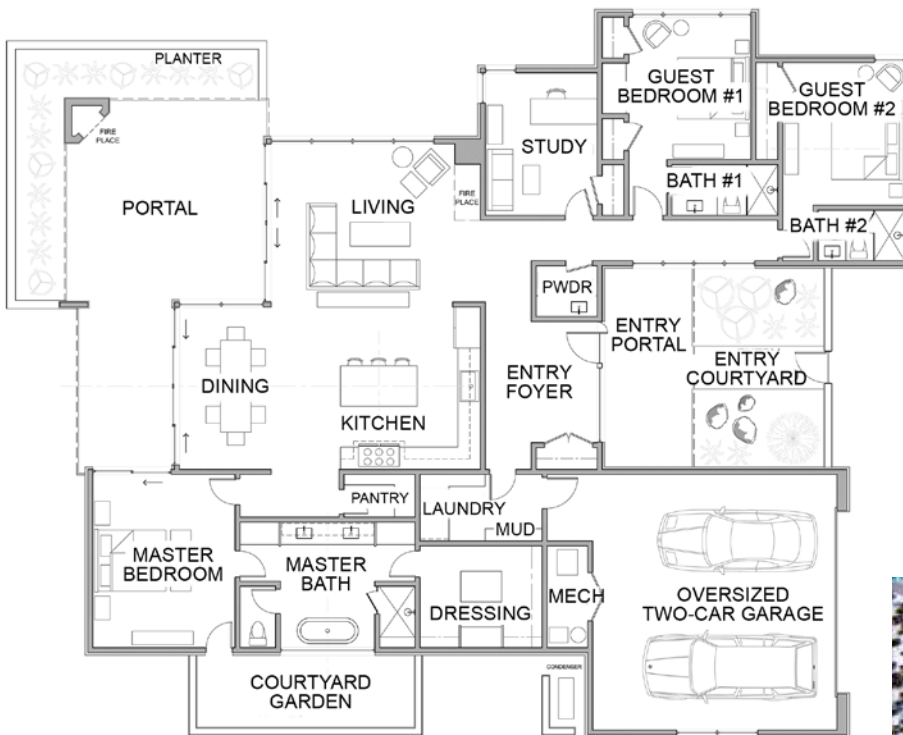 PLANTER
FIRE
PLACE
PORTAL
LIVING
FIRE
PLACE
STUDY
GUEST
BEDROOM #1
GUEST
BEDROOM #2
BATH #1
BATH #2
PWDR
ENTRY
PORTAL
ENTRY
COURTYARD
ENTRY
FOYER
DINING
KITCHEN
PANTRY
LAUNDRY
MUD
MASTER
BEDROOM
MASTER
BATH
DRESSING
MECH
OVERSIZED
TWO-CAR GARAGE
COURTYARD
GARDEN
CONDENSER